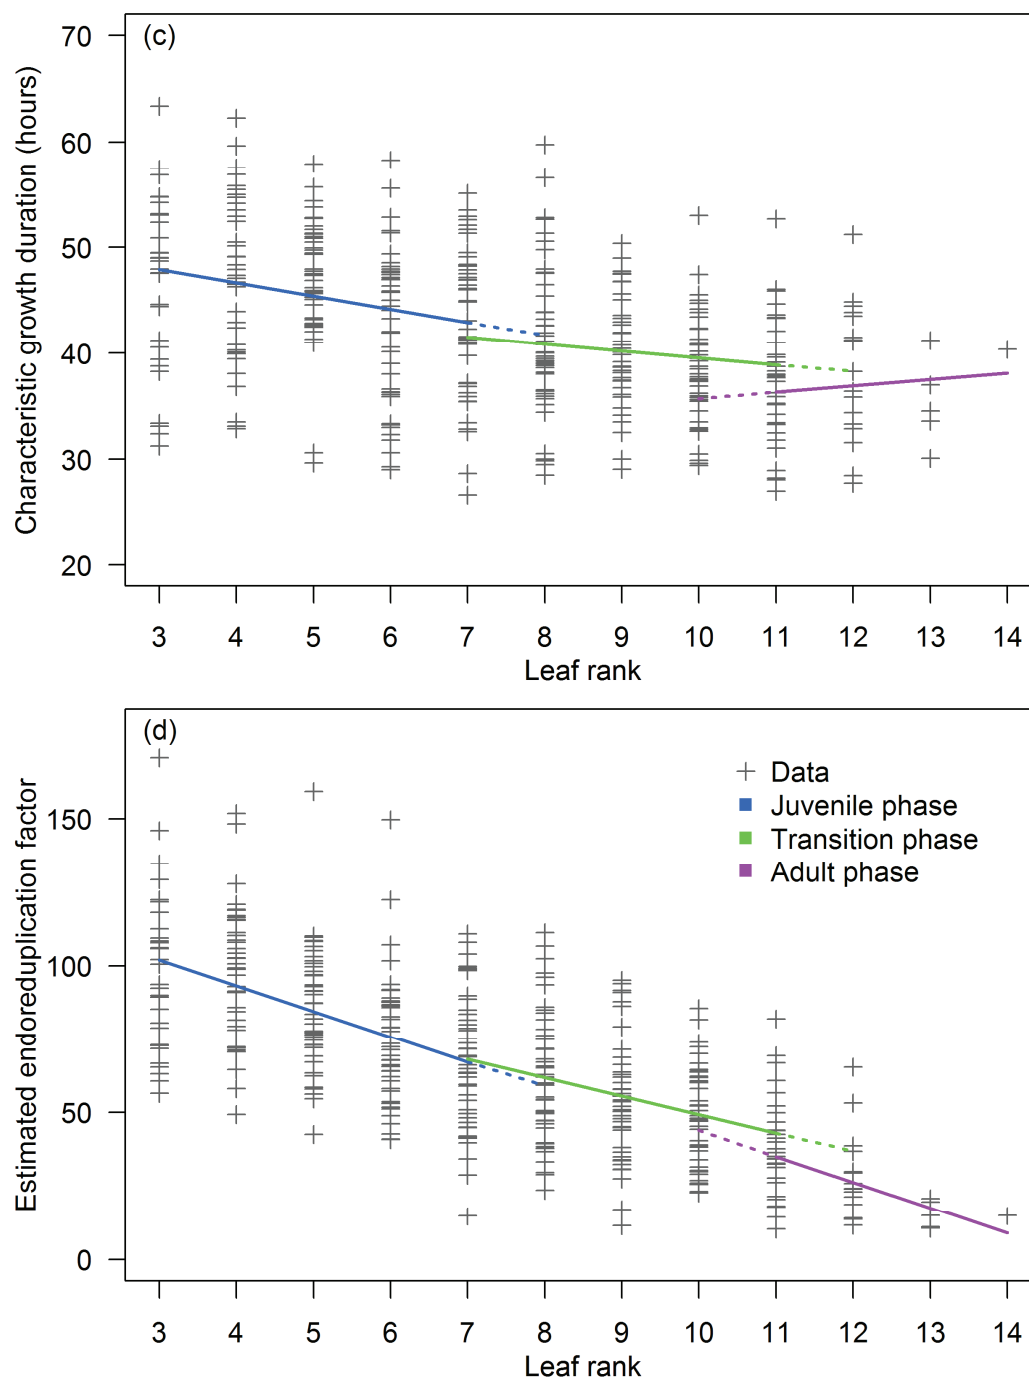 (c)
Characteristic growth duration (hours)
70
60
50
40
30
20
3 4 5 6 7 8 9 10 11 12 13 14
Leaf rank
(d)
Estimated endoreduplication factor
150
100
50
0
Data
Juvenile phase
Transition phase
Adult phase
3 4 5 6 7 8 9 10 11 12 13 14
Leaf rank